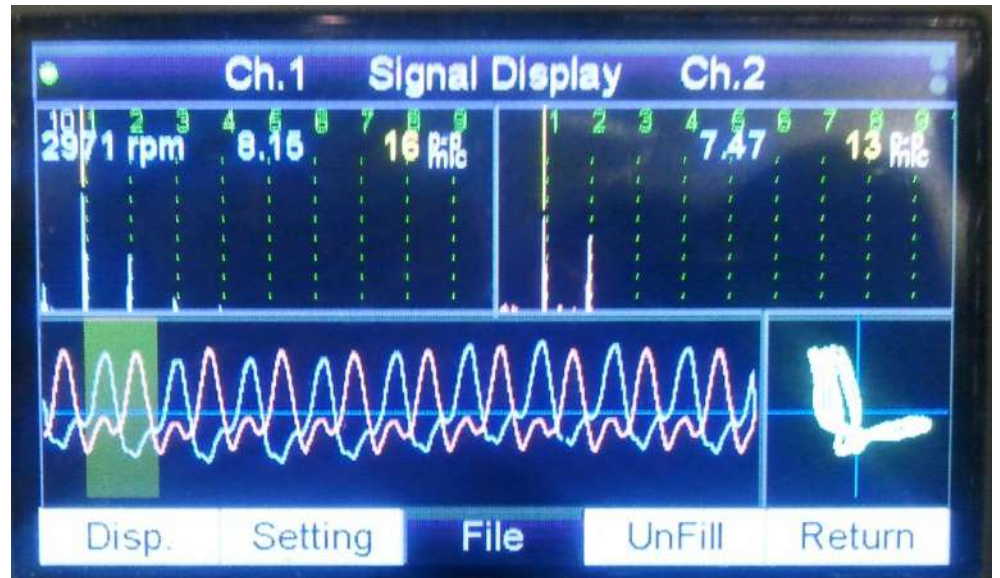 Ch.1 Signal Display Ch.2
10 1 2 3 4 5 6 7 8 9 1 2 3 4 5 6 7 8 9
2971 rpm 8.15 16 p-p mic 7.47 13 p-p mic
Disp. Setting File UnFill Return